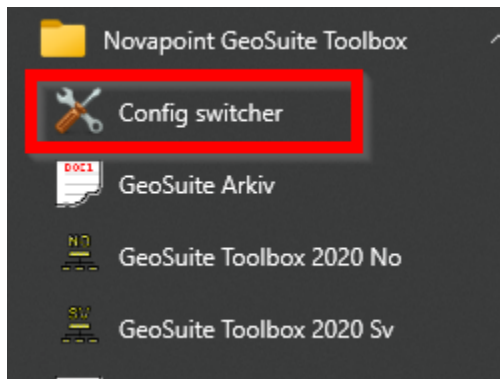 Novapoint GeoSuite Toolbox
Config switcher
DOC1
GeoSuite Arkiv
NO
GeoSuite Toolbox 2020 No
SV
GeoSuite Toolbox 2020 Sv